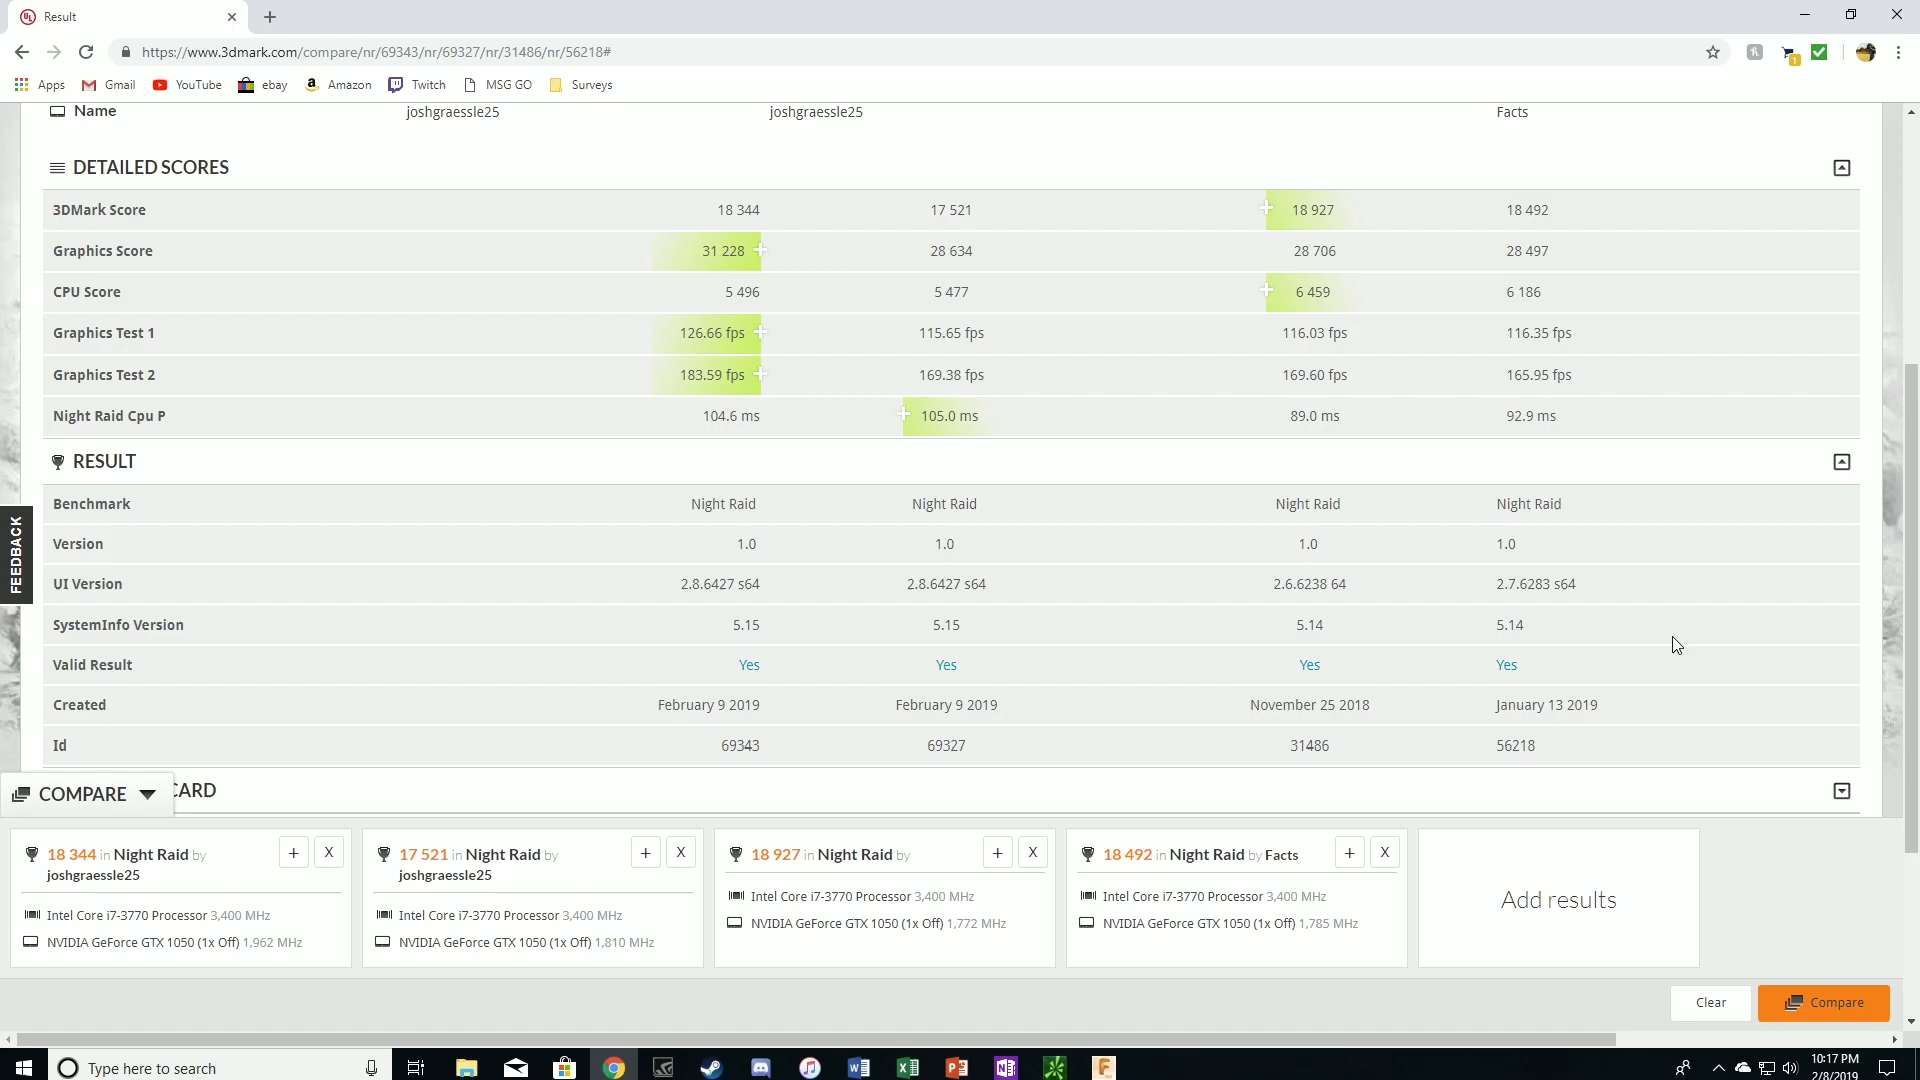 Result
https://www.3dmark.com/compare/nr/69343/nr/69327/nr/31486/nr/56218#
1
Apps Gmail YouTube ebay Amazon Twitch MSG GO Surveys
Name joshgraessle25 joshgraessle25 Facts
DETAILED SCORES
3DMark Score 18 344 17 521 18 927 18 492
Graphics Score 31 228 28 634 28 706 28 497
CPU Score 5 496 5 477 6 459 6 186
Graphics Test 1 126.66 fps 115.65 fps 116.03 fps 116.35 fps
Graphics Test 2 183.59 fps 169.38 fps 169.60 fps 165.95 fps
Night Raid Cpu P 104.6 ms 105.0 ms 89.0 ms 92.9 ms
RESULT
Benchmark Night Raid Night Raid Night Raid Night Raid
Version 1.0 1.0 1.0 1.0
UI Version 2.8.6427 s64 2.8.6427 s64 2.6.6238 64 2.7.6283 s64
SystemInfo Version 5.15 5.15 5.14 5.14
Valid Result Yes Yes Yes Yes
Created February 9 2019 February 9 2019 November 25 2018 January 13 2019
Id 69343 69327 31486 56218
FEEDBACK
COMPARE CARD
18 344 in Night Raid by + X 17 521 in Night Raid by + X 18 927 in Night Raid by + X 18 492 in Night Raid by Facts + X
joshgraessle25 joshgraessle25
Intel Core i7-3770 Processor 3,400 MHz Intel Core i7-3770 Processor 3,400 MHz Intel Core i7-3770 Processor 3,400 MHz Intel Core i7-3770 Processor 3,400 MHz
NVIDIA GeForce GTX 1050 (1x Off) 1,962 MHz NVIDIA GeForce GTX 1050 (1x Off) 1,810 MHz NVIDIA GeForce GTX 1050 (1x Off) 1,772 MHz NVIDIA GeForce GTX 1050 (1x Off) 1,785 MHz
Add results
Clear Compare
Type here to search
10:17 PM
2/8/2019